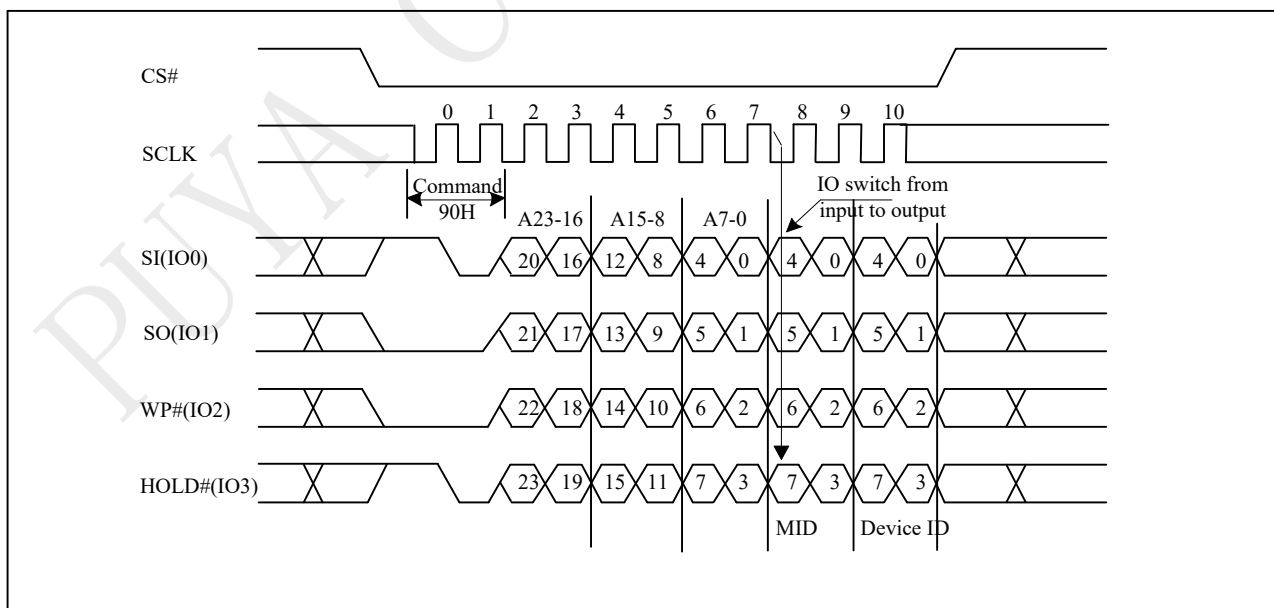 PUYA C
CS#
0 1 2 3 4 5 6 7 8 9 10
SCLK
Command
90H
IO switch from
input to output
A23-16 A15-8 A7-0
SI(IO0) 20 16 12 8 4 0 4 0 4 0
SO(IO1) 21 17 13 9 5 1 5 1 5 1
WP#(IO2) 22 18 14 10 6 2 6 2 6 2
HOLD#(IO3) 23 19 15 11 7 3 7 3 7 3
MID Device ID